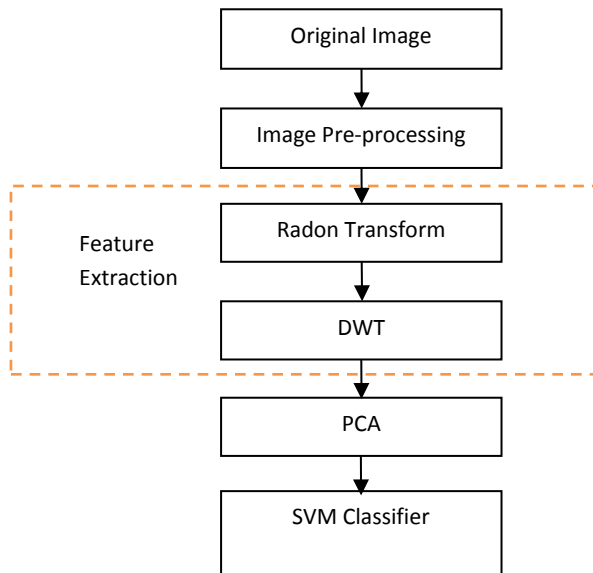 Original Image
Image Pre-processing
Radon Transform
Feature
Extraction
DWT
PCA
SVM Classifier